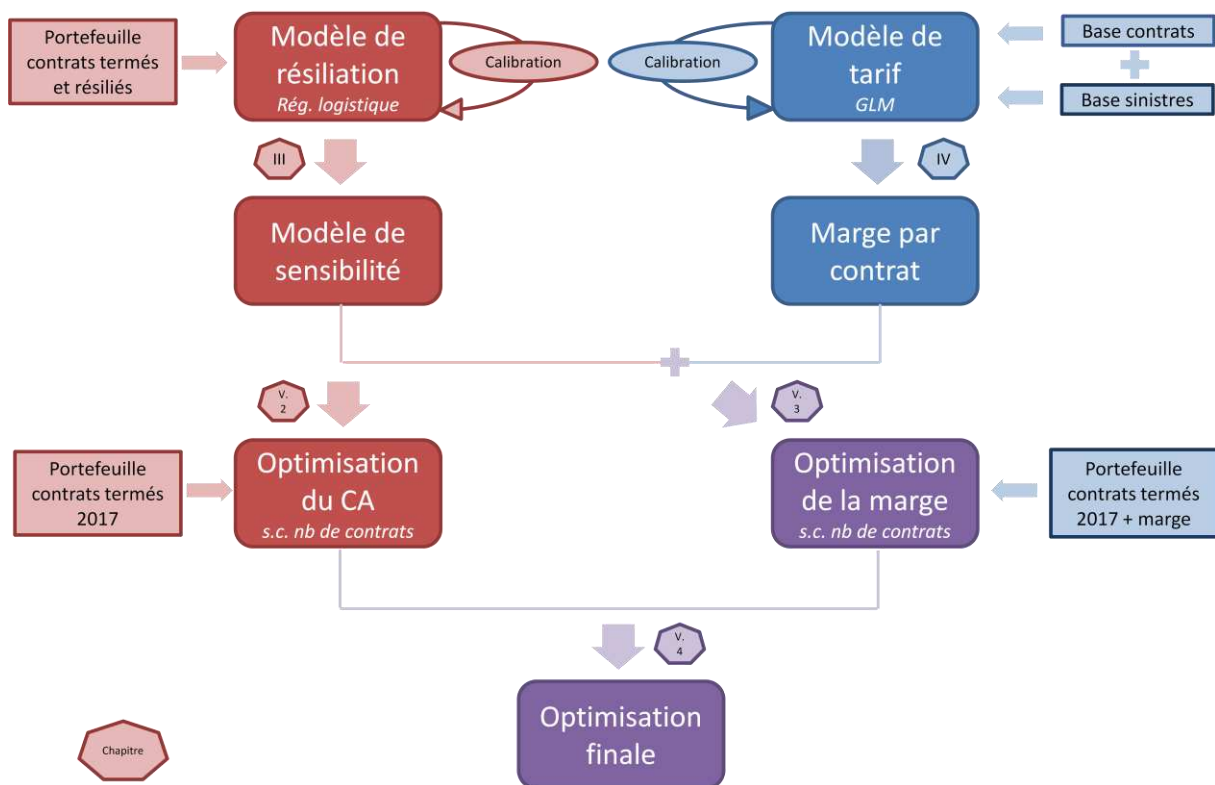 Portefeuille
contrats termés
et résiliés
Modèle de
résiliation
Rég. logistique
Calibration
Calibration
Modèle de
tarif
GLM
Base contrats
Base sinistres
III
IV
Modèle de
sensibilité
Marge par
contrat
V.
2
V.
3
Portefeuille
contrats termés
2017
Optimisation
du CA
s.c. nb de contrats
Optimisation
de la marge
s.c. nb de contrats
Portefeuille
contrats termés
2017 + marge
V.
4
Optimisation
finale
Chapitre